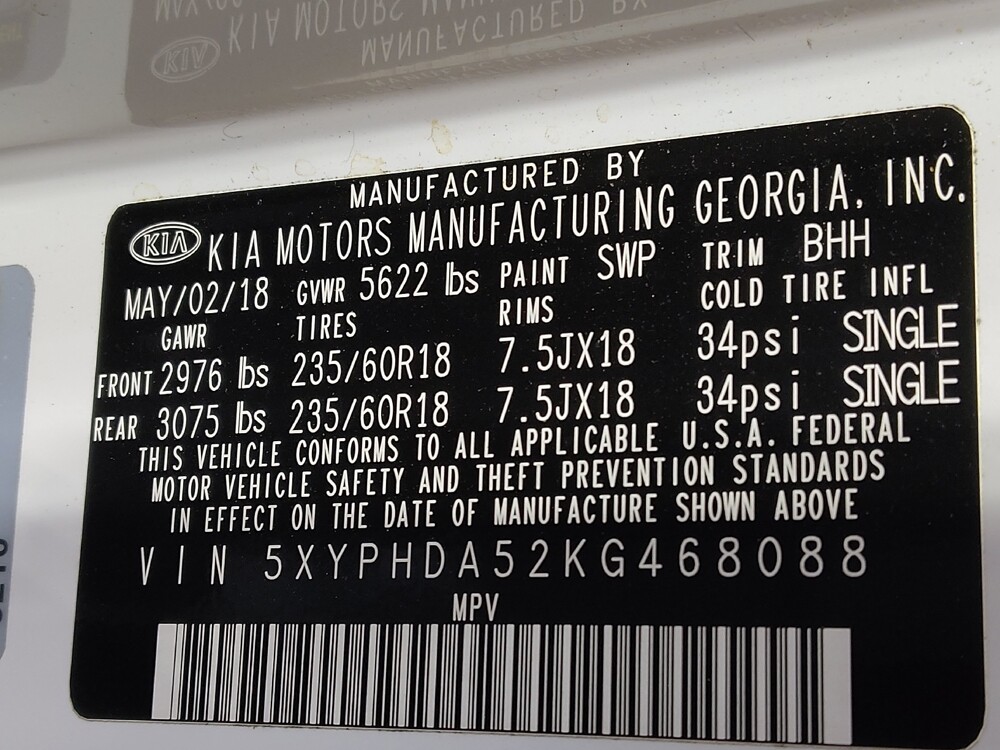 MANUFACTURED BY
KIA KIA MOTORS MANUFACTURING GEORGIA, INC.
MAY/02/18 GVWR 5622 lbs PAINT SWP TRIM BHH
GAWR TIRES RIMS COLD TIRE INFL
FRONT 2976 lbs 235/60R18 7.5JX18 34psi SINGLE
REAR 3075 lbs 235/60R18 7.5JX18 34psi SINGLE
THIS VEHICLE CONFORMS TO ALL APPLICABLE U.S.A. FEDERAL
MOTOR VEHICLE SAFETY AND THEFT PREVENTION STANDARDS
IN EFFECT ON THE DATE OF MANUFACTURE SHOWN ABOVE
VIN 5XYPHDA52KG468088
MPV